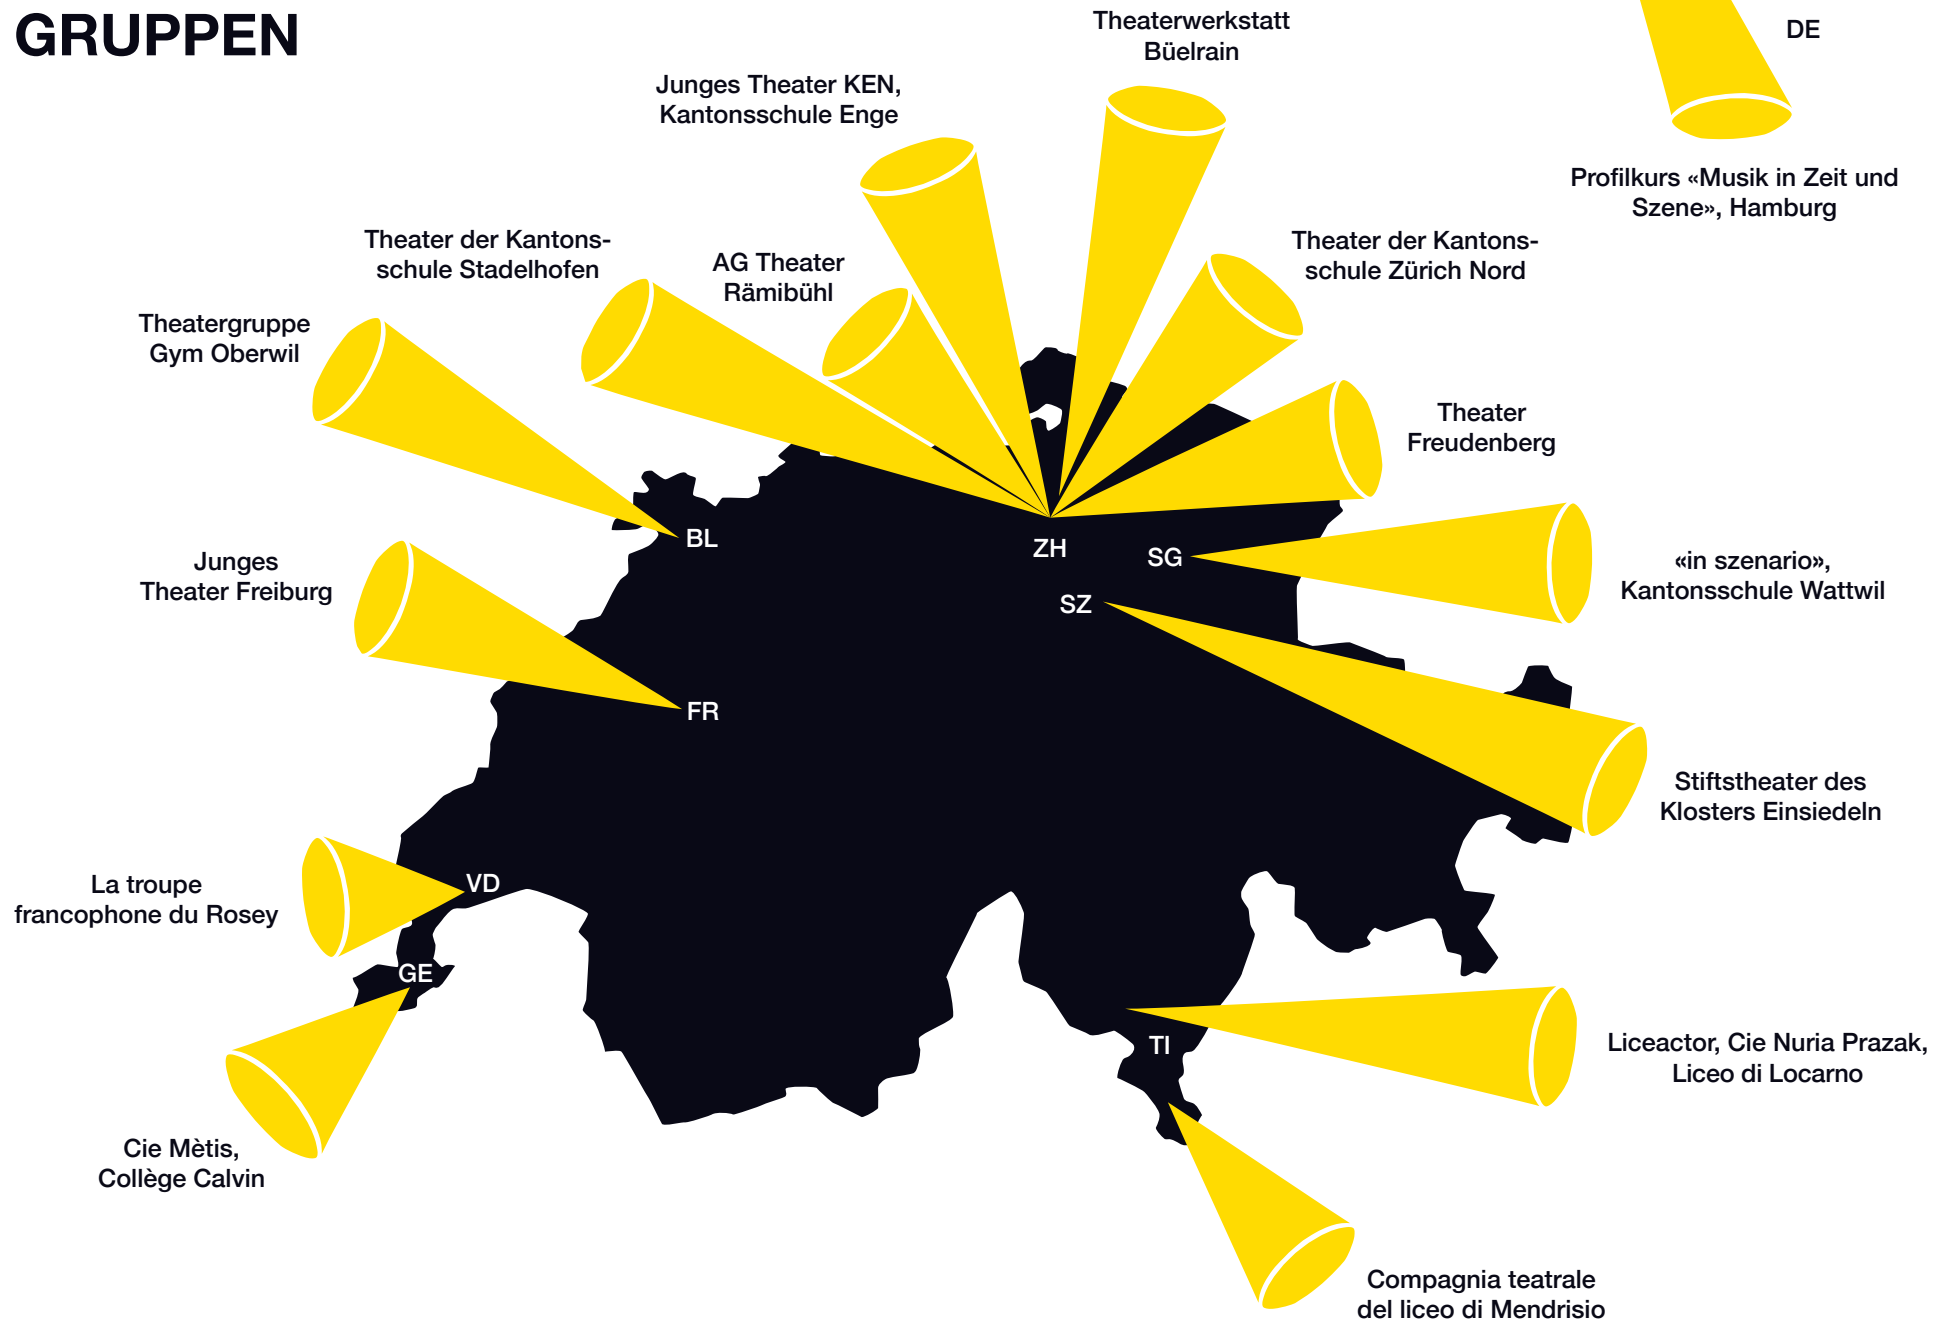 GRUPPEN
Theaterwerkstatt
Büelrain
DE
Junges Theater KEN,
Kantonsschule Enge
Profilkurs «Musik in Zeit und
Szene», Hamburg
Theater der Kantons-
schule Stadelhofen
AG Theater
Rämibühl
Theater der Kantons-
schule Zürich Nord
Theatergruppe
Gym Oberwil
Theater
Freudenberg
BL
ZH
SG
«in szenario»,
Kantonsschule Wattwil
Junges
Theater Freiburg
SZ
FR
Stiftstheater des
Klosters Einsiedeln
La troupe
francophone du Rosey
VD
GE
TI
Liceactor, Cie Nuria Prazak,
Liceo di Locarno
Cie Mètis,
Collège Calvin
Compagnia teatrale
del liceo di Mendrisio